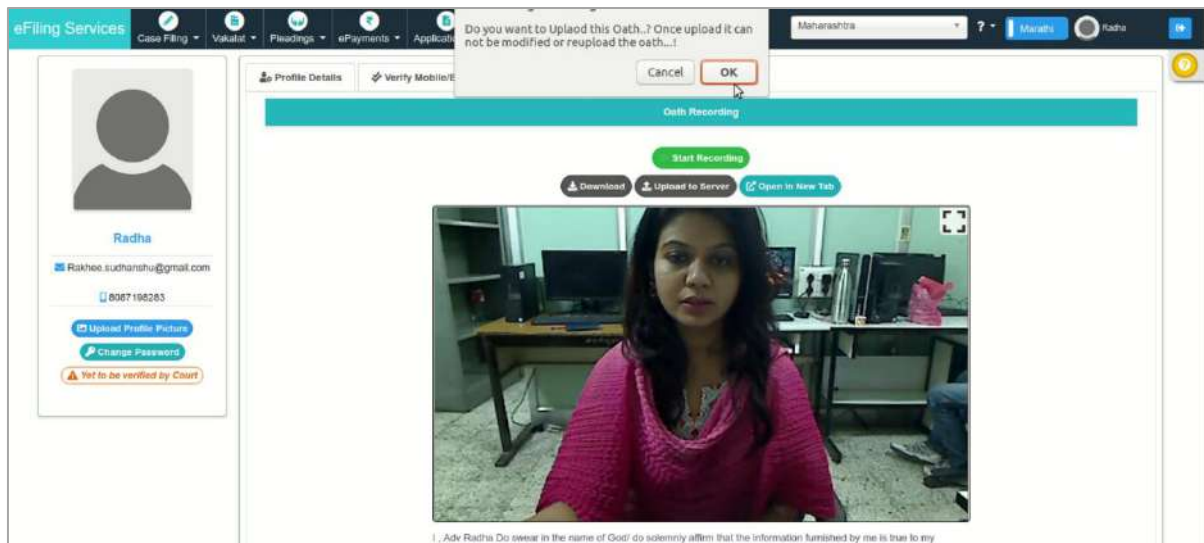 eFiling Services
Case Filing
Vakalat
Pleadings
ePayments
Do you want to Uplaod this Oath..? Once upload it can
not be modified or reupload the oath...!
Cancel
OK
Maharashtra
?
Marathi
Radha
Profile Details
Verify Mobile/E
Oath Recording
Start Recording
Download
Upload to Server
Open in New Tab
Radha
Rakhee.sudhanshu@gmail.com
8087198283
Upload Profile Picture
Change Password
Yet to be verified by Court
I , Adv Radha Do swear in the name of God/ do solemnly affirm that the information furnished by me is true to my